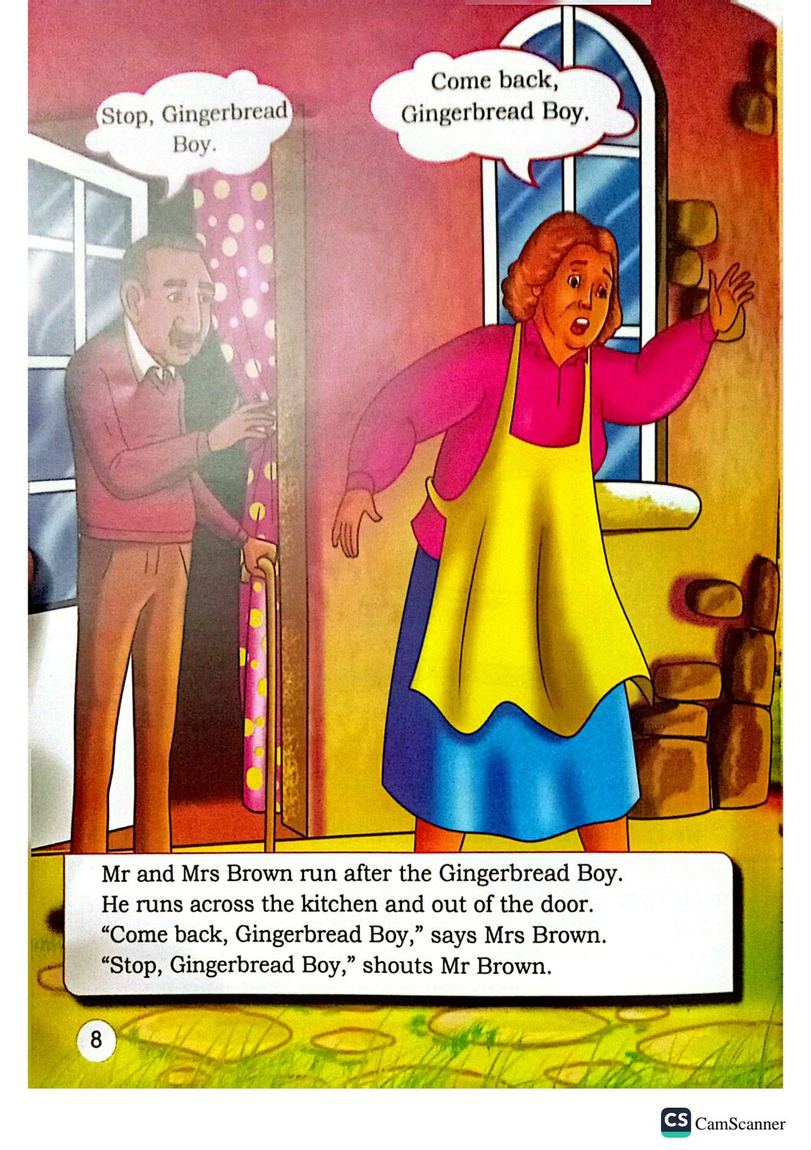 Stop, Gingerbread
Boy.
Come back,
Gingerbread Boy.
Mr and Mrs Brown run after the Gingerbread Boy.
He runs across the kitchen and out of the door.
“Come back, Gingerbread Boy,” says Mrs Brown.
“Stop, Gingerbread Boy,” shouts Mr Brown.
8
CS CamScanner